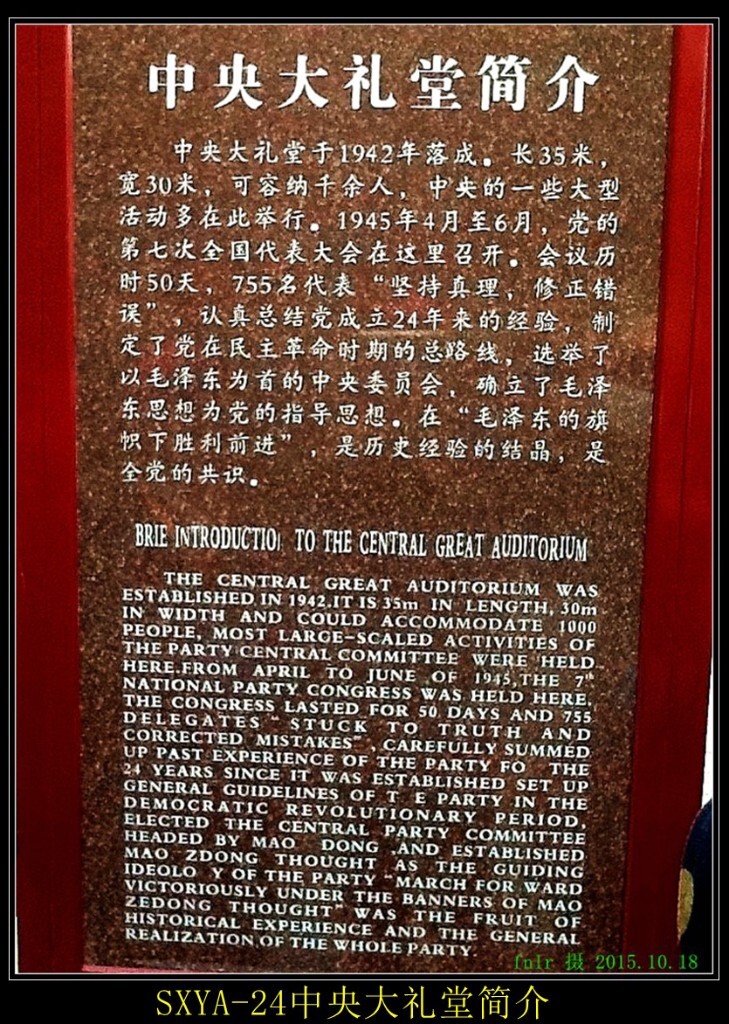 中央大礼堂简介
中央大礼堂于1942年落成。长35米，
宽30米，可容纳千余人，中央的一些大型
活动多在此举行。1945年4月至6月，党的
第七次全国代表大会在这里召开。会议历
时50天，755名代表“坚持真理，修正错
误”，认真总结党成立24年来的经验，制
定了党在民主革命时期的总路线，选举了
以毛泽东为首的中央委员会，确立了毛泽
东思想为党的指导思想。在“毛泽东的旗
帜下胜利前进”，是历史经验的结晶，是
全党的共识。
BRIE INTRODUCTIO TO THE CENTRAL GREAT AUDITORIUM
THE CENTRAL GREAT AUDITORIUM WAS
ESTABLISHED IN 1942.IT IS 35m IN LENGTH, 30m
IN WIDTH AND COULD ACCOMMODATE 1000
PEOPLE, MOST LARGE-SCALED ACTIVITIES OF
THE PARTY CENTRAL COMMITTEE WERE HELD
HERE.FROM APRIL TO JUNE OF 1945,THE 7th
NATIONAL PARTY CONGRESS WAS HELD HERE.
THE CONGRESS LASTED FOR 50 DAYS AND 755
DELEGATES “STUCK TO TRUTH AND
CORRECTED MISTAKES” , CAREFULLY SUMMED
UP PAST EXPERIENCE OF THE PARTY FO THE
24 YEARS SINCE IT WAS ESTABLISHED SET UP
GENERAL GUIDELINES OF T E PARTY IN THE
DEMOCRATIC REVOLUTIONARY PERIOD,
ELECTED THE CENTRAL PARTY COMMITTEE
HEADED BY MAO DONG ,AND ESTABLISHED
MAO ZDONG THOUGHT AS THE GUIDING
IDEOLO Y OF THE PARTY “MARCH FOR WARD
VICTORIOUSLY UNDER THE BANNERS OF MAO
ZEDONG THOUGHT” WAS THE FRUIT OF
HISTORICAL EXPERIENCE AND THE GENERAL
REALIZATION,OF THE WHOLE PARTY.
摄 2015.10.18
SXYA-24中央大礼堂简介